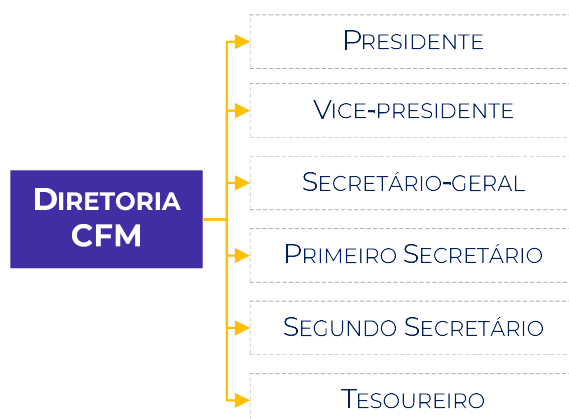 Presidente
Vice-presidente
Secretário-geral
Diretoria
CFM
Primeiro Secretário
Segundo Secretário
Tesoureiro